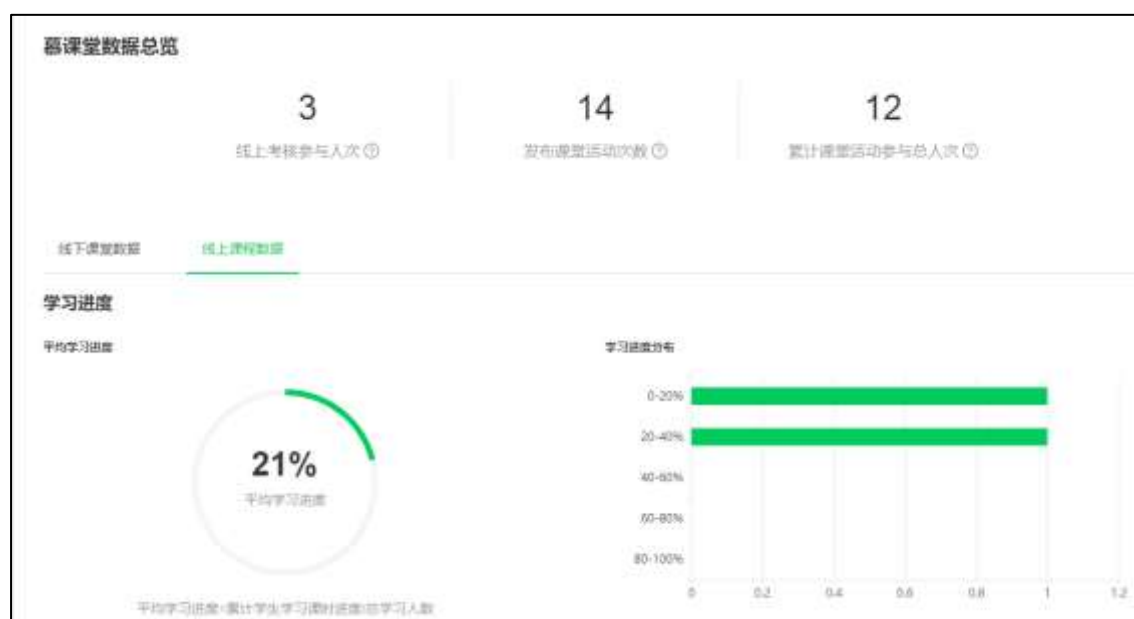 慕课堂数据总览
3
14
12
线上考核参与人次
发布课堂活动次数
累计课堂活动参与总人次
线下课堂数据
线上课程数据
学习进度
平均学习进度
学习进度分布
21%
平均学习进度
0-20%
20-40%
40-60%
60-80%
80-100%
0
0.2
0.4
0.6
0.8
1
1.2
平均学习进度=累计学生学习课时进度/总学习人数